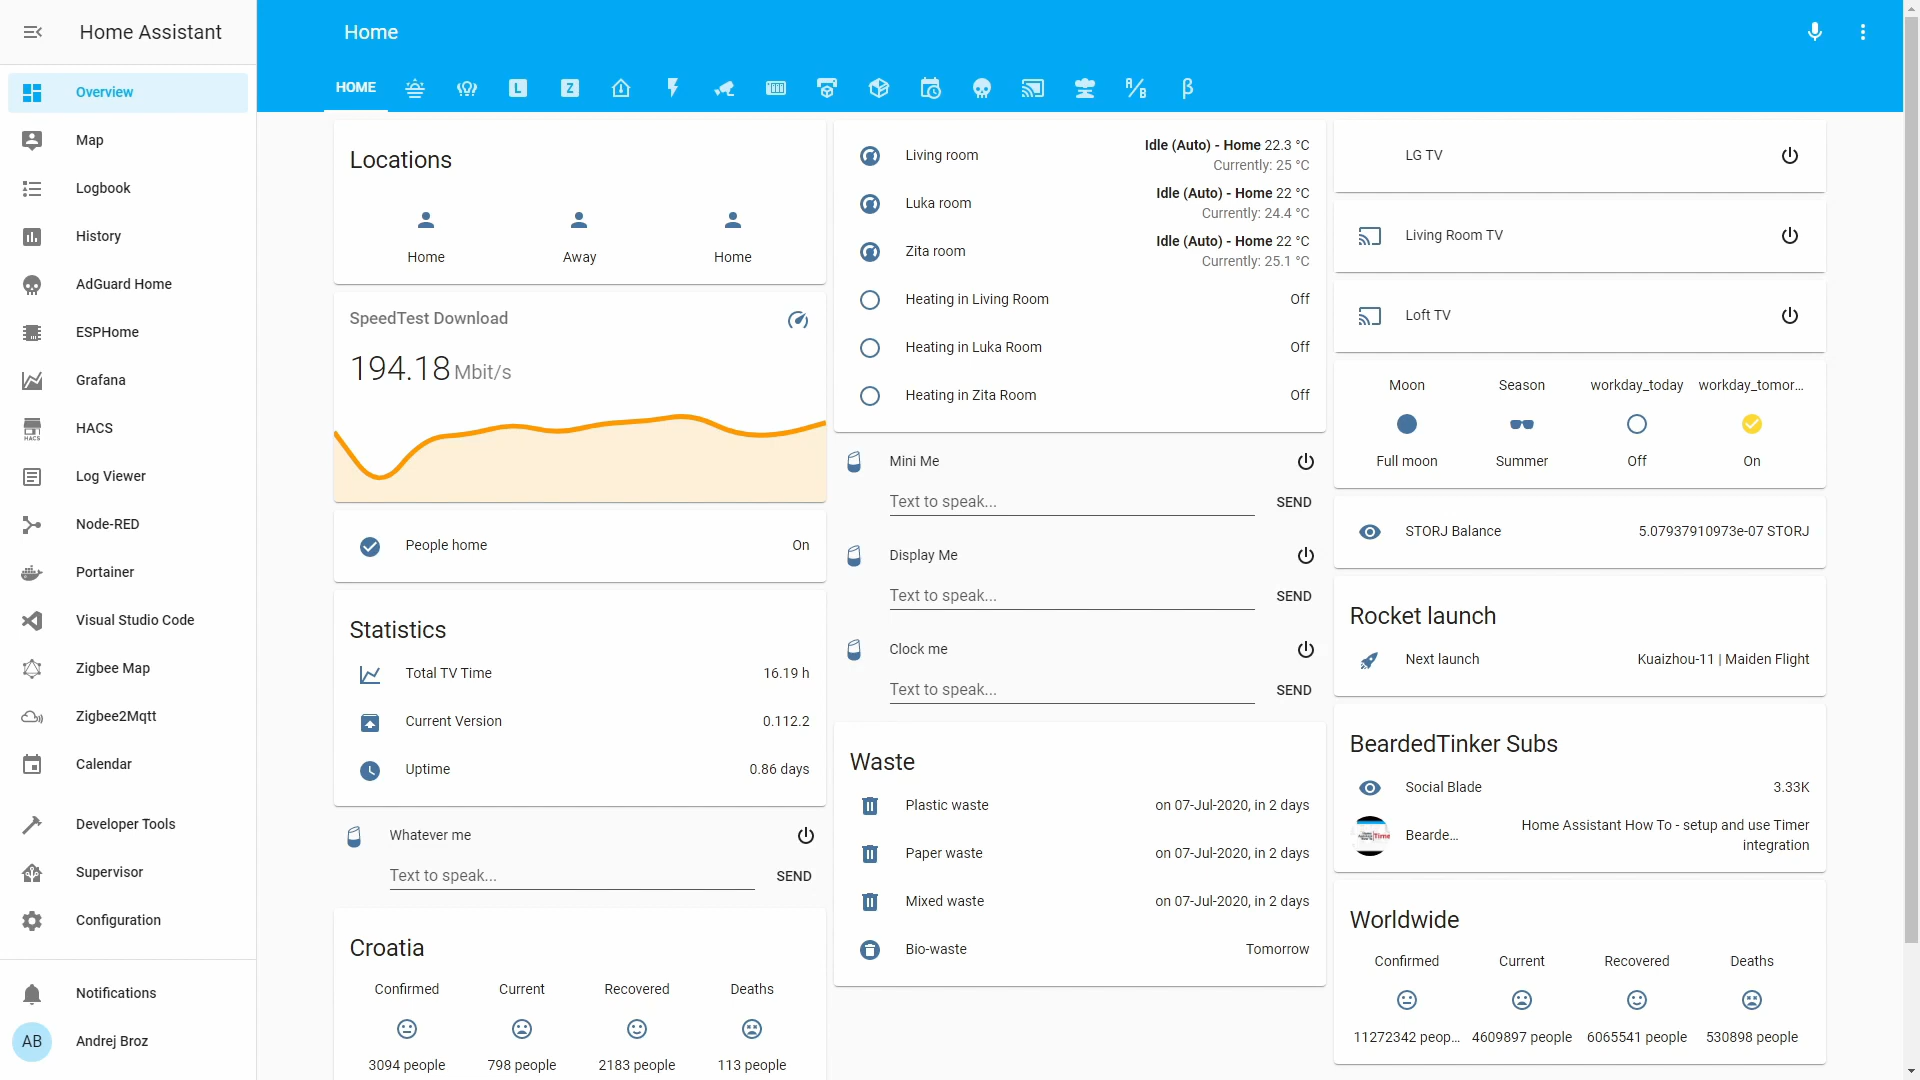 Home Assistant
Overview
Map
Logbook
History
AdGuard Home
ESPHome
Grafana
HACS
HACS
Log Viewer
Node-RED
Portainer
Visual Studio Code
Zigbee Map
Zigbee2Mqtt
Calendar
Developer Tools
Supervisor
Configuration
Notifications
AB
Andrej Broz
Home
HOME
L
Z
A/B
β
Locations
Home
Away
Home
SpeedTest Download
194.18 Mbit/s
People home On
Statistics
Total TV Time 16.19 h
Current Version 0.112.2
Uptime 0.86 days
Whatever me
Text to speak... SEND
Croatia
Confirmed Current Recovered Deaths
3094 people 798 people 2183 people 113 people
Living room Idle (Auto) - Home 22.3 °C
Currently: 25 °C
Luka room Idle (Auto) - Home 22 °C
Currently: 24.4 °C
Zita room Idle (Auto) - Home 22 °C
Currently: 25.1 °C
Heating in Living Room Off
Heating in Luka Room Off
Heating in Zita Room Off
Mini Me
Text to speak... SEND
Display Me
Text to speak... SEND
Clock me
Text to speak... SEND
Waste
Plastic waste on 07-Jul-2020, in 2 days
Paper waste on 07-Jul-2020, in 2 days
Mixed waste on 07-Jul-2020, in 2 days
Bio-waste Tomorrow
LG TV
Living Room TV
Loft TV
Moon Season workday_today workday_tomor...
Full moon Summer Off On
STORJ Balance 5.07937910973e-07 STORJ
Rocket launch
Next launch Kuaizhou-11 | Maiden Flight
BeardedTinker Subs
Social Blade 3.33K
Bearde... Home Assistant How To - setup and use Timer
integration
Worldwide
Confirmed Current Recovered Deaths
11272342 peop... 4609897 people 6065541 people 530898 people